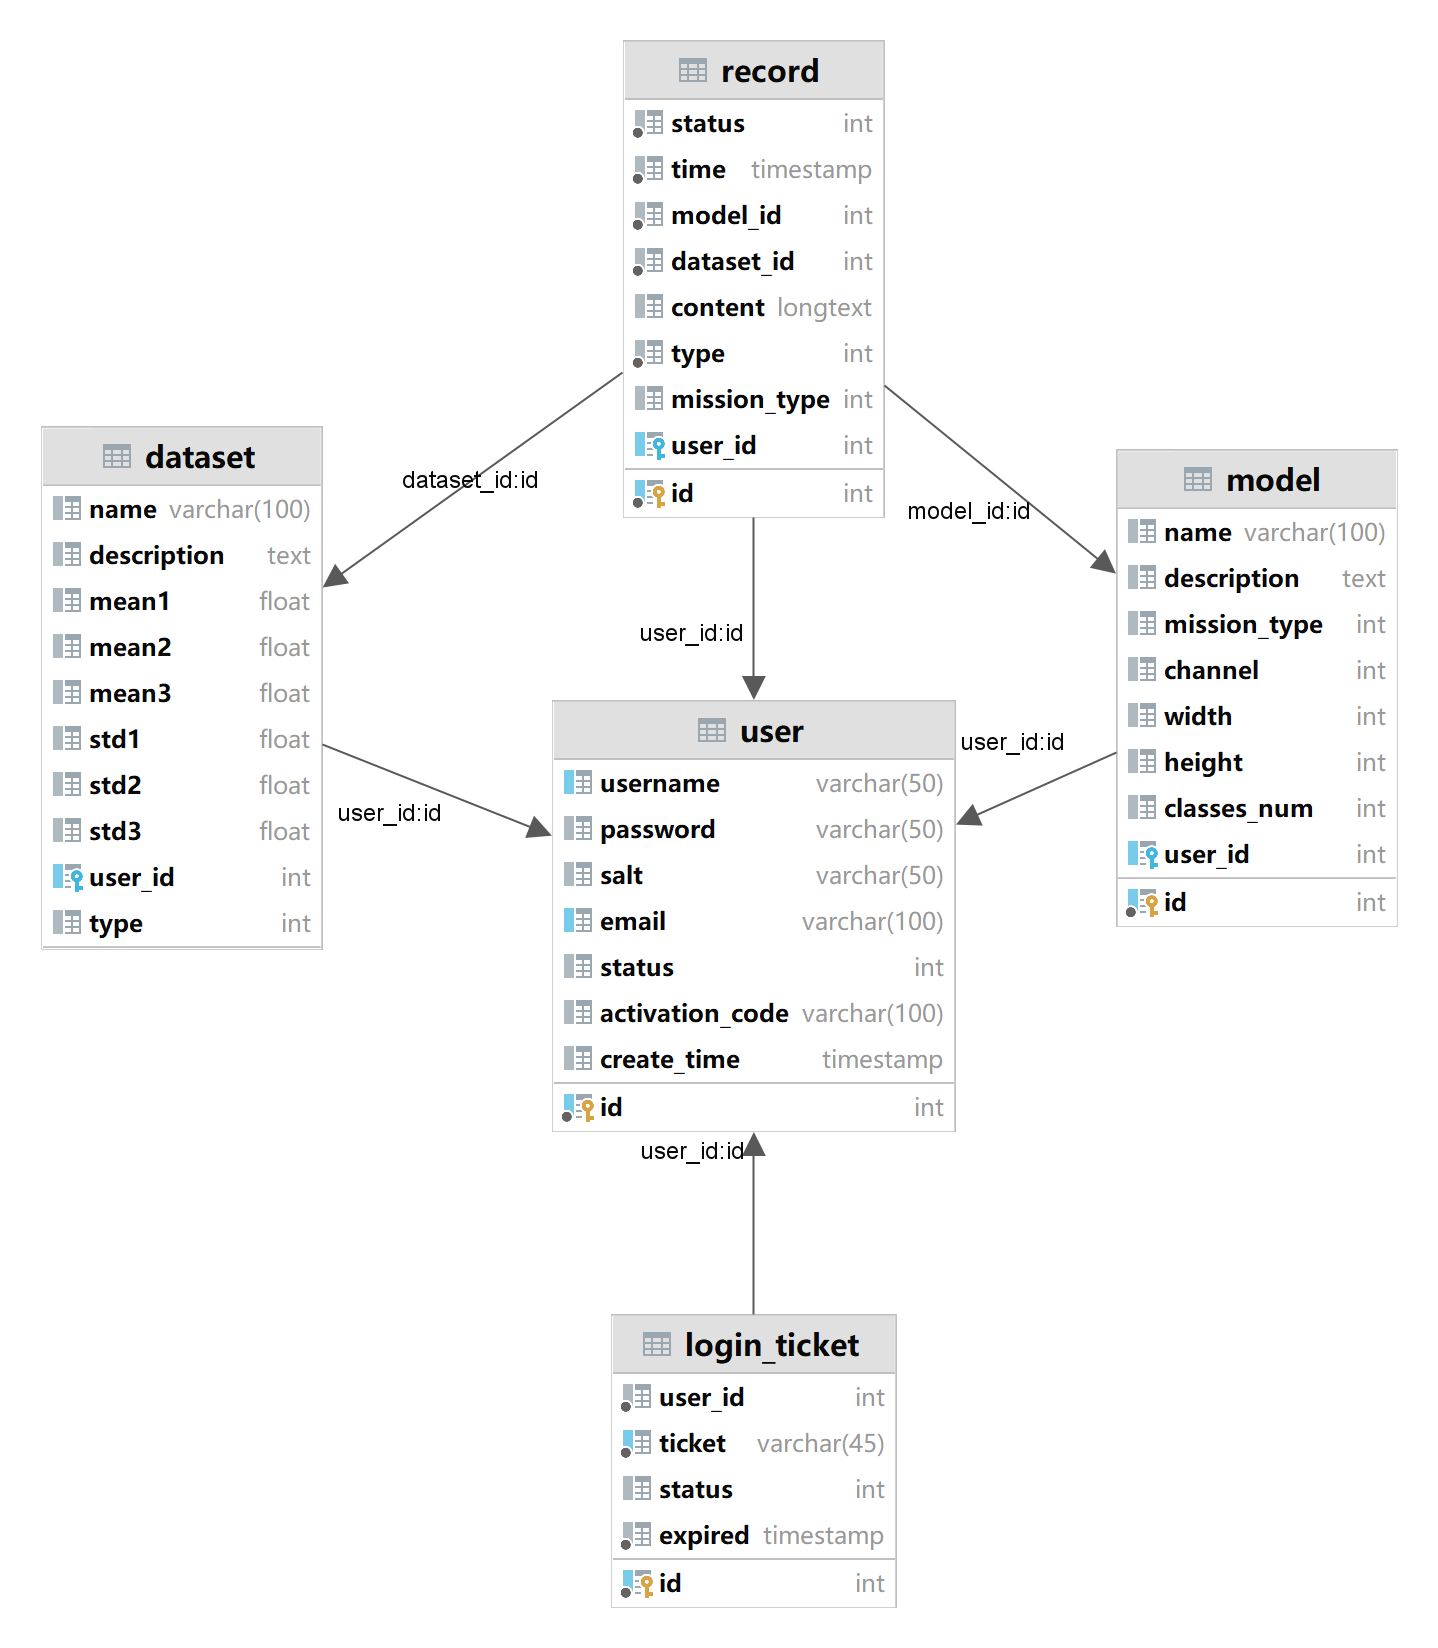 record
status int
time timestamp
model_id int
dataset_id int
content longtext
type int
mission_type int
user_id int
id int
dataset_id:id
model_id:id
user_id:id
dataset
name varchar(100)
description text
mean1 float
mean2 float
mean3 float
std1 float
std2 float
std3 float
user_id int
type int
user_id:id
model
name varchar(100)
description text
mission_type int
channel int
width int
height int
classes_num int
user_id int
id int
user_id:id
user
username varchar(50)
password varchar(50)
salt varchar(50)
email varchar(100)
status int
activation_code varchar(100)
create_time timestamp
id int
user_id:id
login_ticket
user_id int
ticket varchar(45)
status int
expired timestamp
id int